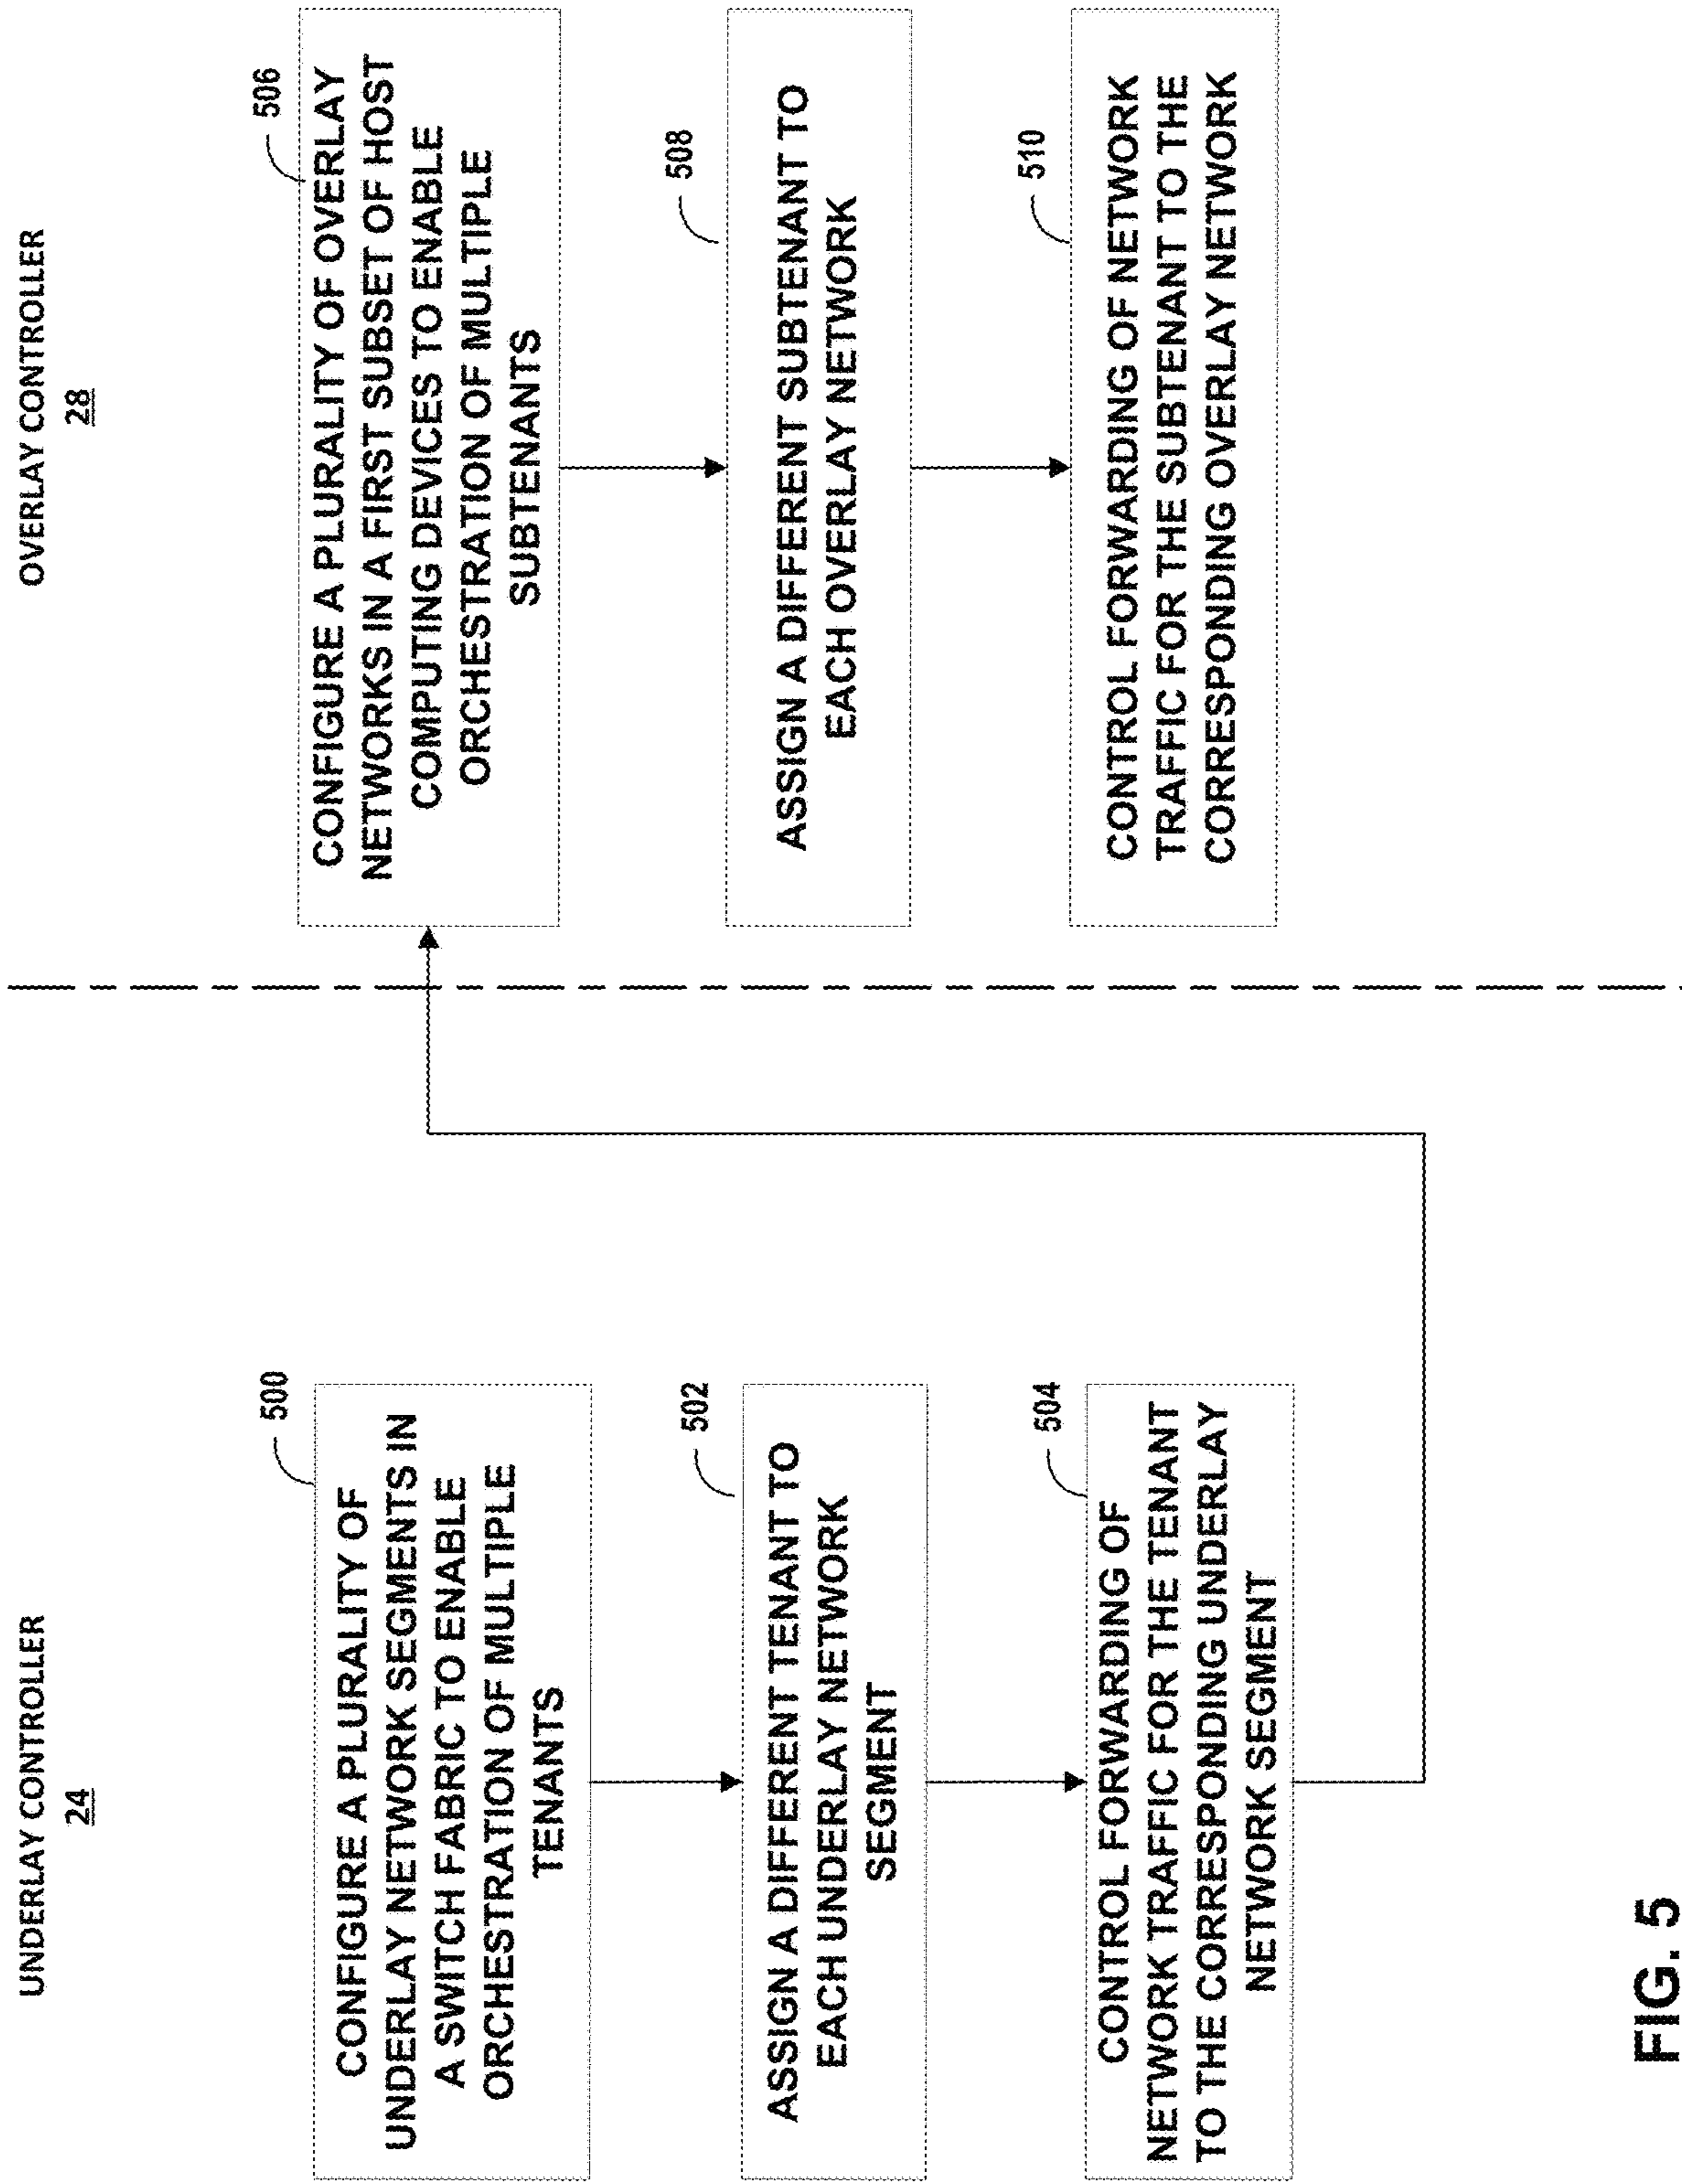 UNDERLAY CONTROLLER
24
500
CONFIGURE A PLURALITY OF
UNDERLAY NETWORK SEGMENTS IN
A SWITCH FABRIC TO ENABLE
ORCHESTRATION OF MULTIPLE
TENANTS
502
ASSIGN A DIFFERENT TENANT TO
EACH UNDERLAY NETWORK
SEGMENT
504
CONTROL FORWARDING OF
NETWORK TRAFFIC FOR THE TENANT
TO THE CORRESPONDING UNDERLAY
NETWORK SEGMENT
OVERLAY CONTROLLER
28
506
CONFIGURE A PLURALITY OF OVERLAY
NETWORKS IN A FIRST SUBSET OF HOST
COMPUTING DEVICES TO ENABLE
ORCHESTRATION OF MULTIPLE
SUBTENANTS
508
ASSIGN A DIFFERENT SUBTENANT TO
EACH OVERLAY NETWORK
510
CONTROL FORWARDING OF NETWORK
TRAFFIC FOR THE SUBTENANT TO THE
CORRESPONDING OVERLAY NETWORK
FIG. 5